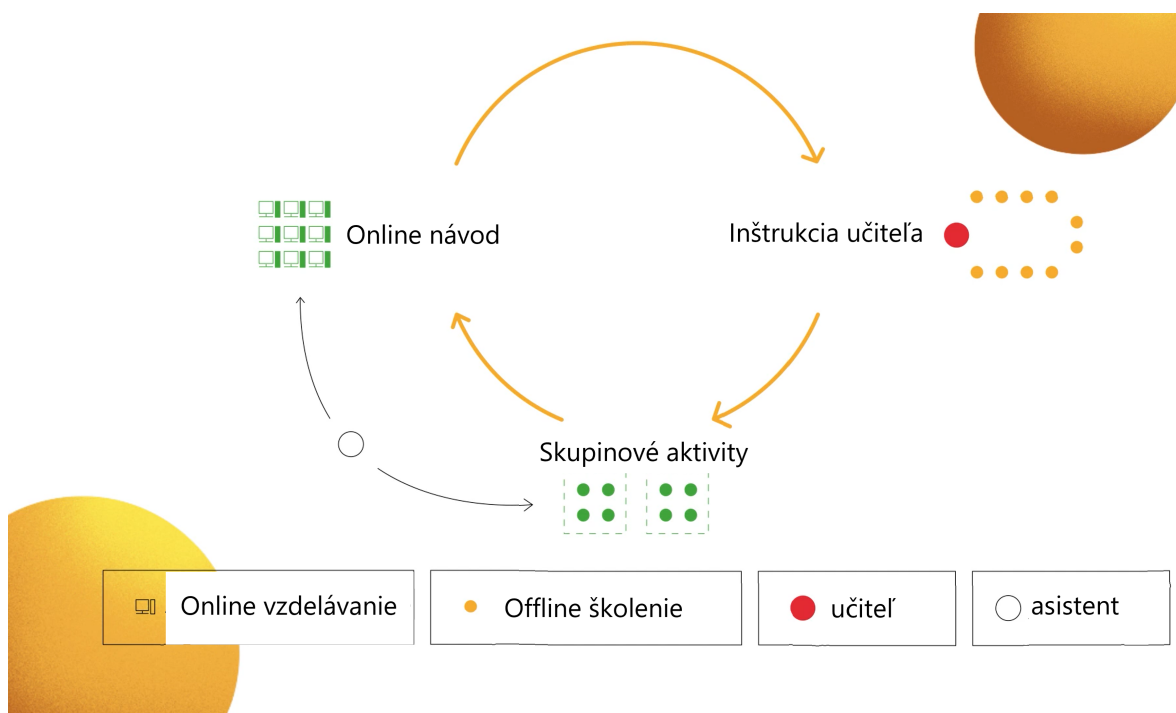 Online návod
Inštrukcia učiteľa
Skupinové aktivity
Online vzdelávanie
Offline školenie
učiteľ
asistent